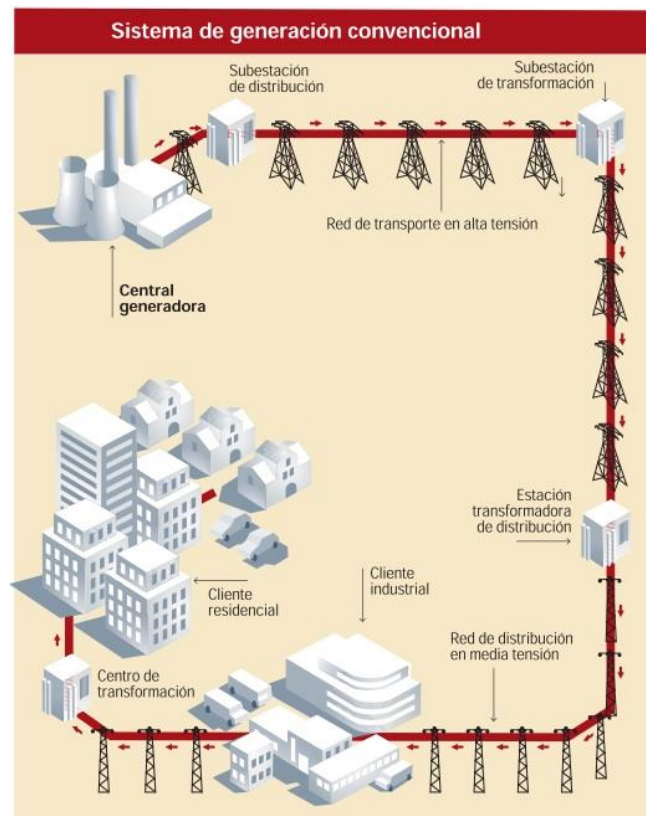 Sistema de generación convencional
Subestación
de distribución
Subestación
de transformación
Red de transporte en alta tensión
Central
generadora
Estación
transformadora
de distribución
Cliente
residencial
Cliente
industrial
Red de distribución
en media tensión
Centro de
transformación